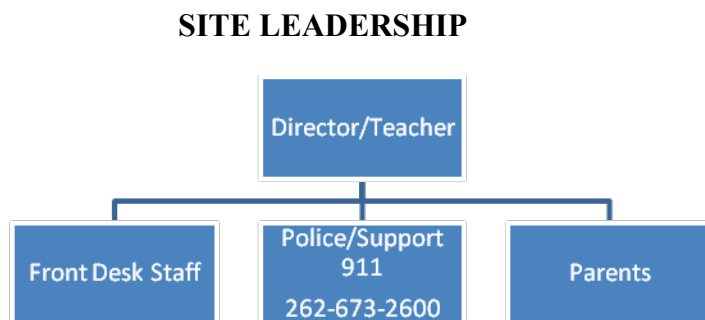 SITE LEADERSHIP
Director/Teacher
Front Desk Staff
Police/Support
911
262-673-2600
Parents